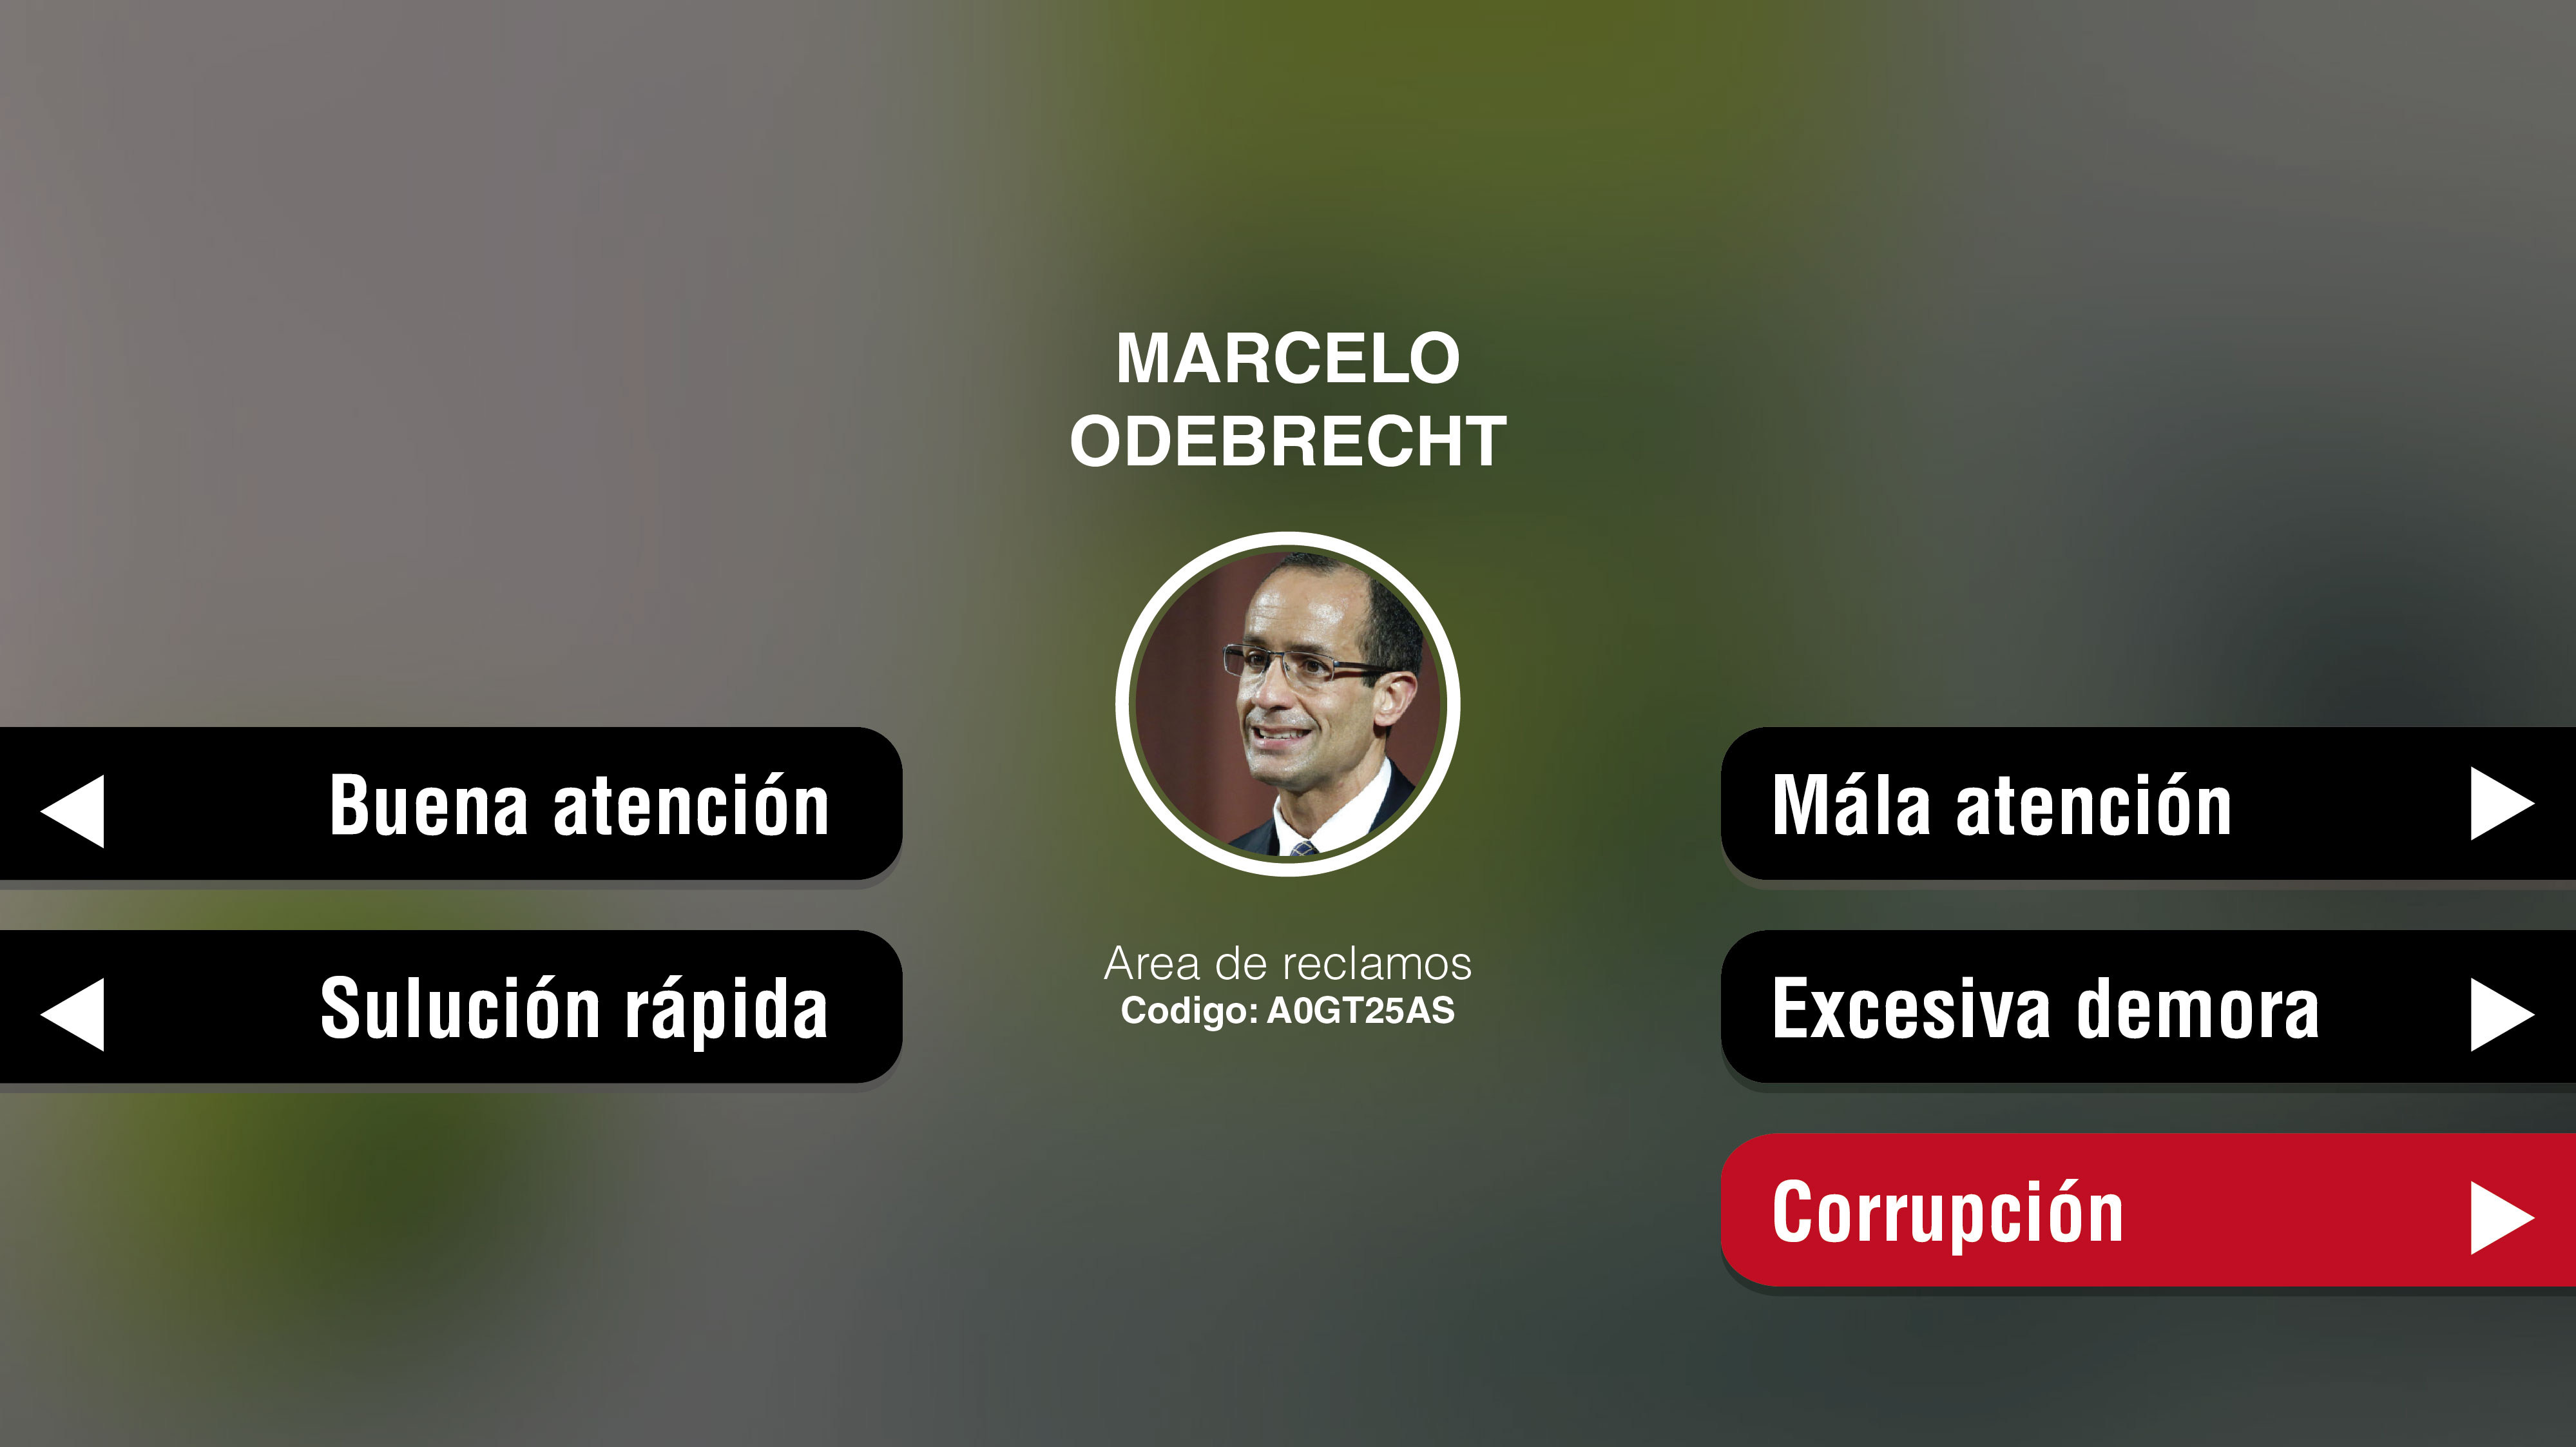 MARCELO
ODEBRECHT
Buena atención
Sulución rápida
Area de reclamos
Codigo: A0GT25AS
Mála atención
Excesiva demora
Corrupción